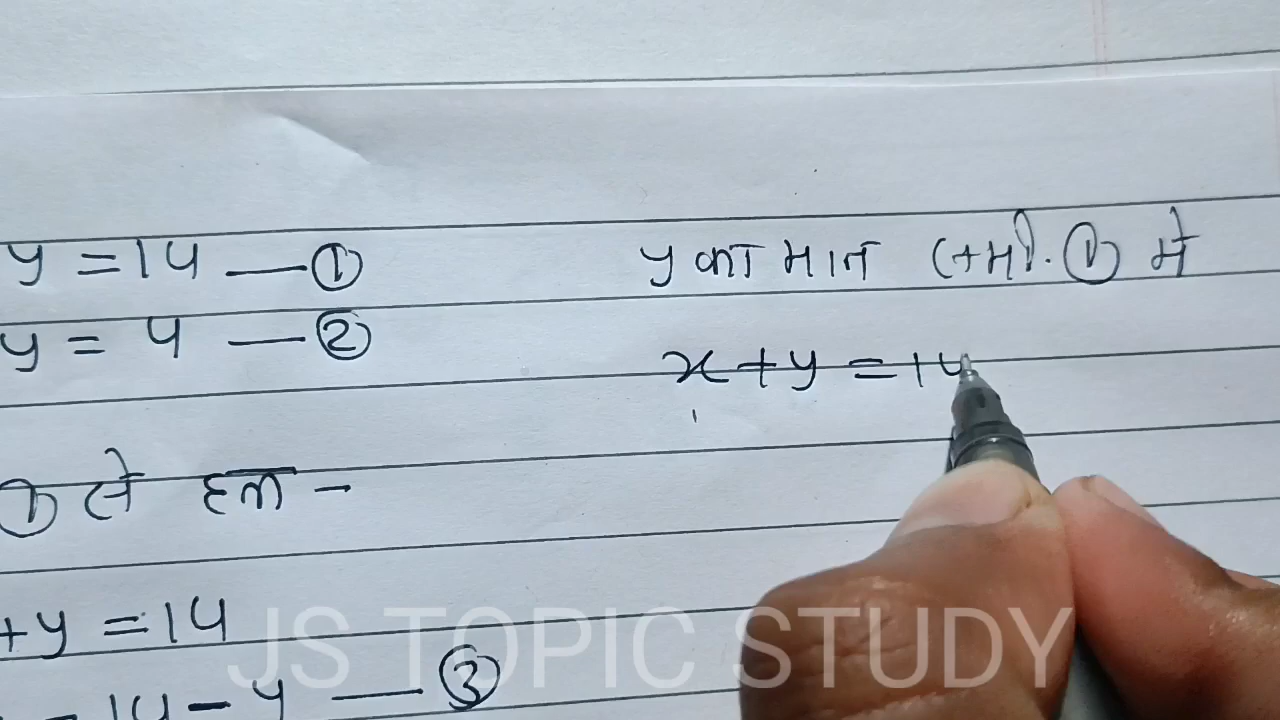 y = 14 — ①
y = 4 — ②
① से हल -
+ y = 14
= 14 - y — ③
y का मान समी. ① में
x + y = 14
JS TOPIC STUDY